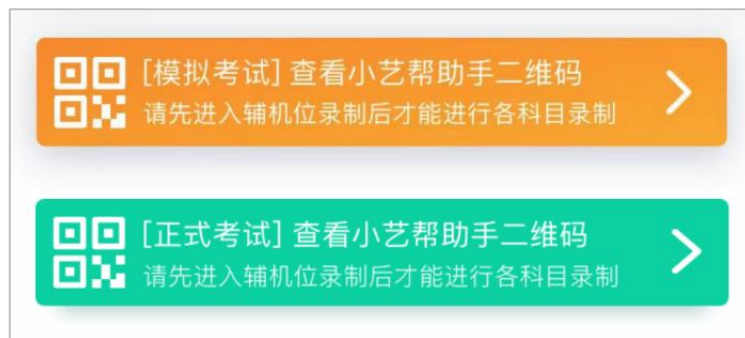 [模拟考试] 查看小艺帮助手二维码
请先进入辅机位录制后才能进行各科目录制
[正式考试] 查看小艺帮助手二维码
请先进入辅机位录制后才能进行各科目录制